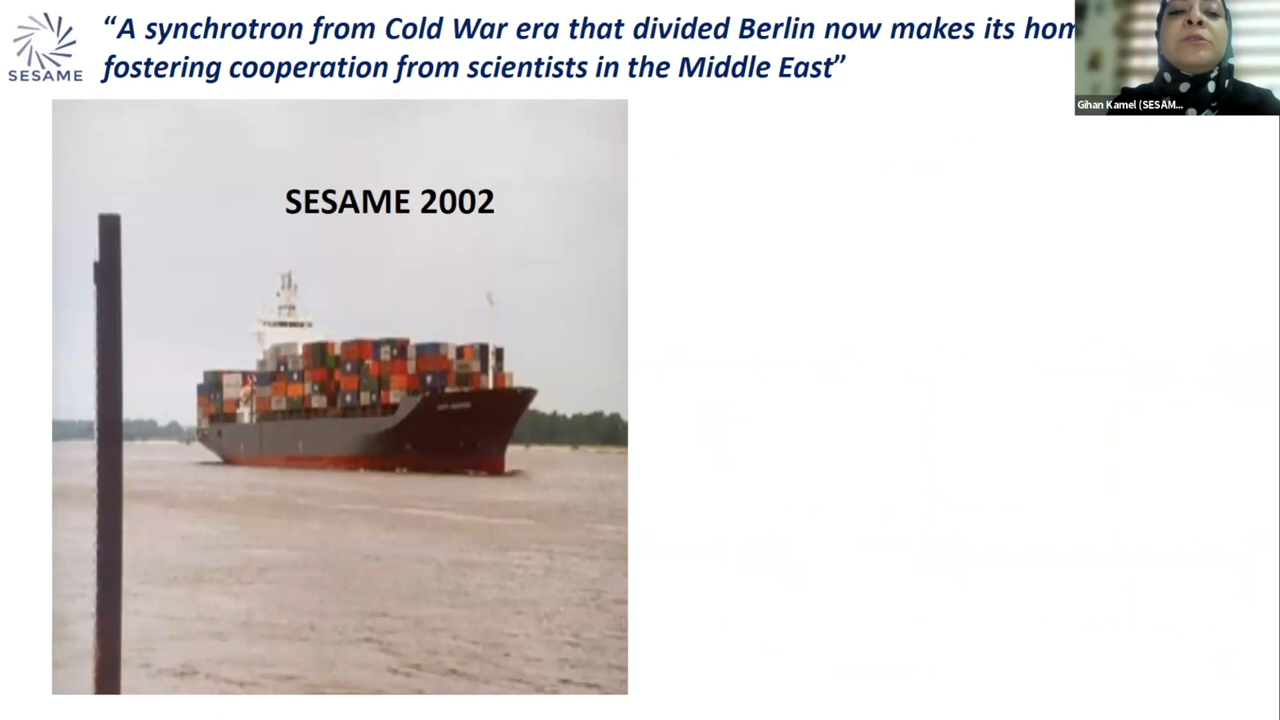 “A synchrotron from Cold War era that divided Berlin now makes its hom
fostering cooperation from scientists in the Middle East”
SESAME
Gihan Kamel (SESAM...
SESAME 2002